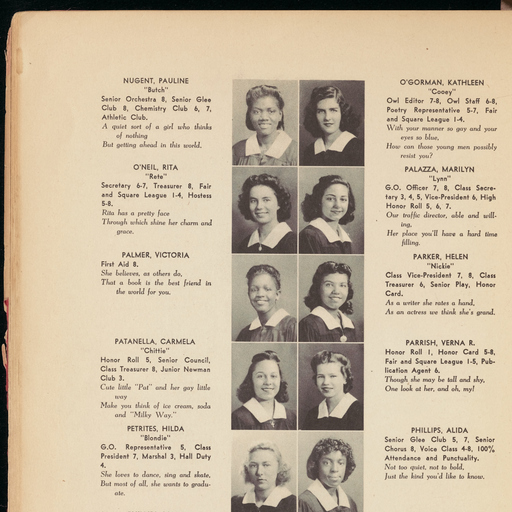 NUGENT, PAULINE
"Butch"
Senior Orchestra 8, Senior Glee
Club 8, Chemistry Club 6, 7,
Athletic Club.
A quiet sort of a girl who thinks
of nothing
But getting ahead in this world.
O'NEIL, RITA
"Rete"
Secretary 6-7, Treasurer 8, Fair
and Square League 1-4, Hostess
5-8.
Rita has a pretty face
Through which shine her charm and
grace.
PALMER, VICTORIA
First Aid 8.
She believes, as others do,
That a book is the best friend in
the world for you.
PATANELLA, CARMELA
"Chittie"
Honor Roll 5, Senior Council,
Class Treasurer 8, Junior Newman
Club 3.
Cute little "Pat" and her gay little
way
Make you think of ice cream, soda
and "Milky Way."
PETRITES, HILDA
"Blondie"
G.O. Representative 5, Class
President 7, Marshal 3, Hall Duty
4.
She loves to dance, sing and skate,
But most of all, she wants to gradu-
ate.
O'GORMAN, KATHLEEN
"Cooey"
Owl Editor 7-8, Owl Staff 6-8,
Poetry Representative 5-7, Fair
and Square League 1-4.
With your manner so gay and your
eyes so blue,
How can those young men possibly
resist you?
PALAZZA, MARILYN
"Lynn"
G.O. Officer 7, 8, Class Secre-
tary 3, 4, 5, Vice-President 6, High
Honor Roll 5, 6, 7.
Our traffic director, able and will-
ing,
Her place you'll have a hard time
filling.
PARKER, HELEN
"Nickie"
Class Vice-President 7, 8, Class
Treasurer 6, Senior Play, Honor
Card.
As a writer she rates a hand,
As an actress we think she's grand.
PARRISH, VERNA R.
Honor Roll 1, Honor Card 5-8,
Fair and Square League 1-5, Pub-
lication Agent 6.
Though she may be tall and shy,
One look at her, and oh, my!
PHILLIPS, ALIDA
Senior Glee Club 5, 7, Senior
Chorus 8, Voice Class 4-8, 100%
Attendance and Punctuality.
Not too quiet, not to bold,
Just the kind you'd like to know.